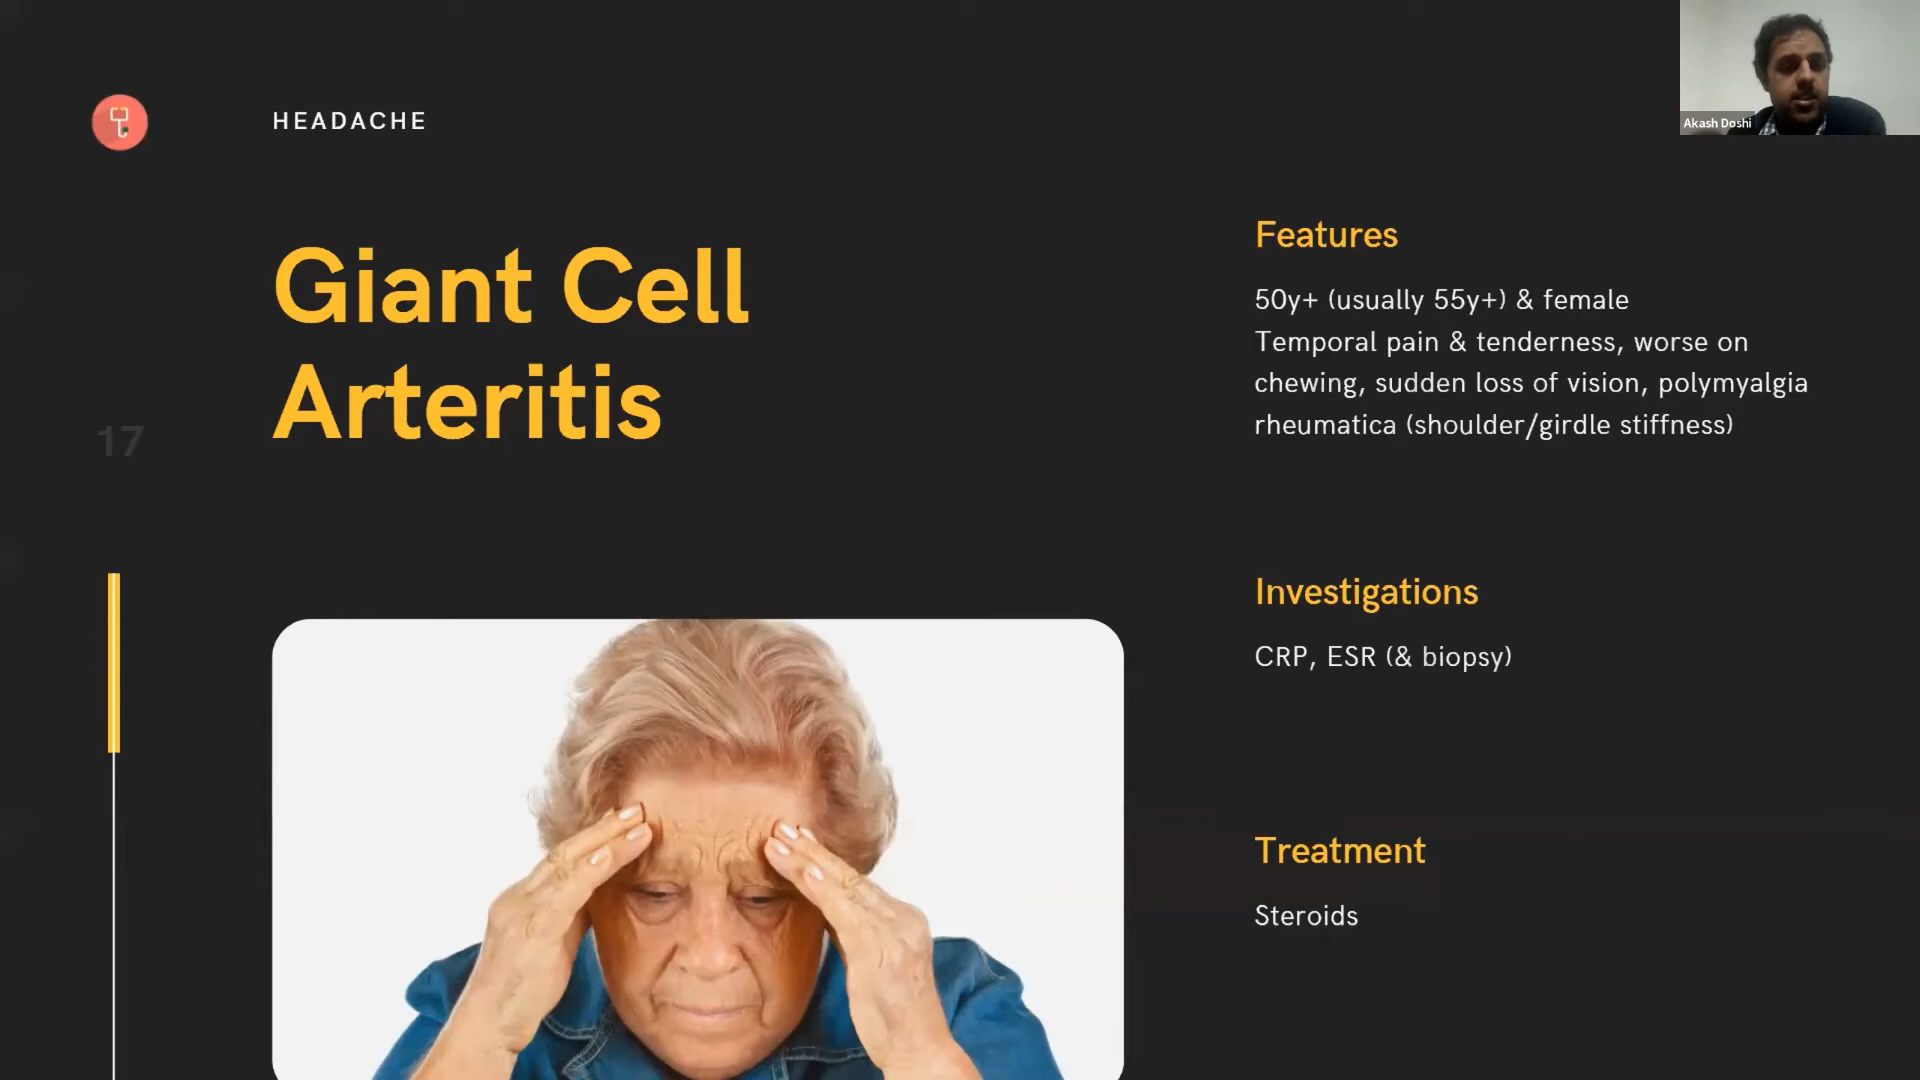 HEADACHE
Akash Doshi
Giant Cell
Arteritis
17
Features
50y+ (usually 55y+) & female
Temporal pain & tenderness, worse on
chewing, sudden loss of vision, polymyalgia
rheumatica (shoulder/girdle stiffness)
Investigations
CRP, ESR (& biopsy)
Treatment
Steroids